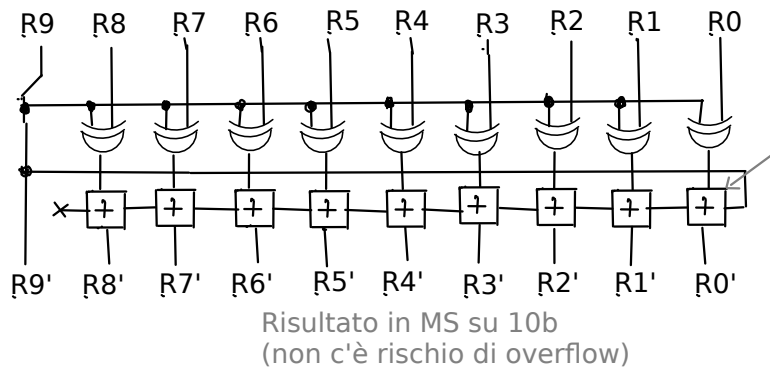 R9 R8 R7 R6 R5 R4 R3 R2 R1 R0
+ + + + + + + + +
R9' R8' R7' R6' R5' R4' R3' R2' R1' R0'
Risultato in MS su 10b
(non c'è rischio di overflow)